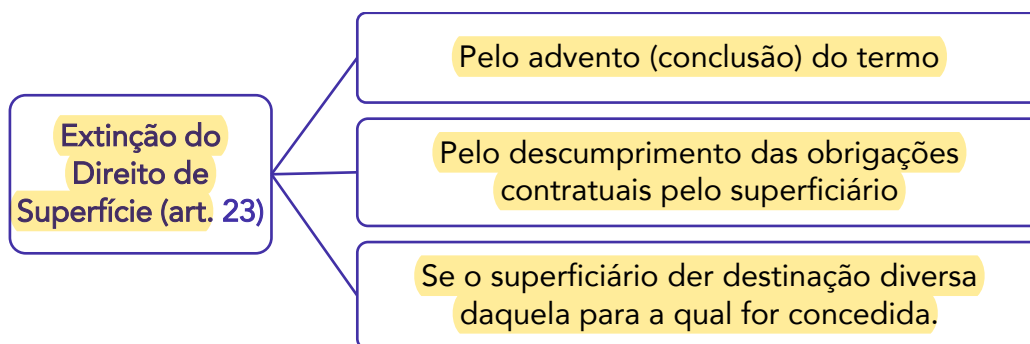 Extinção do
Direito de
Superfície (art. 23)
Pelo advento (conclusão) do termo
Pelo descumprimento das obrigações
contratuais pelo superficiário
Se o superficiário der destinação diversa
daquela para a qual for concedida.